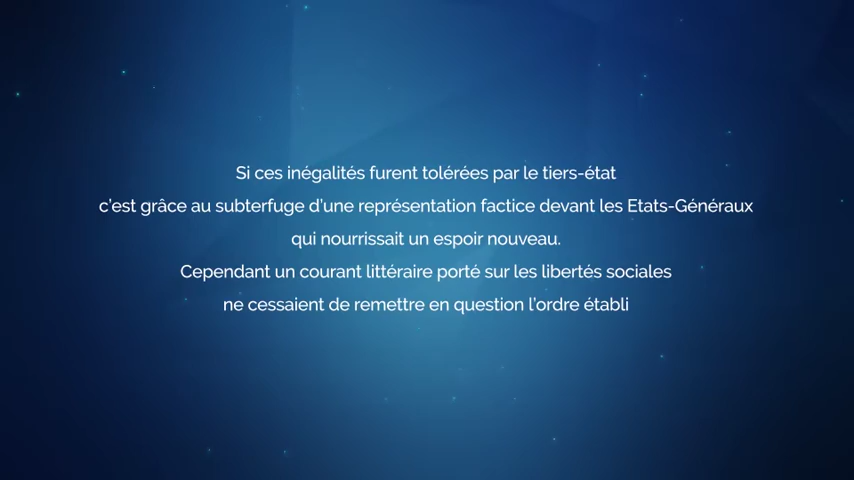 Si ces inégalités furent tolérées par le tiers-état
c'est grâce au subterfuge d'une représentation factice devant les Etats-Généraux
qui nourrissait un espoir nouveau.
Cependant un courant littéraire porté sur les libertés sociales
ne cessaient de remettre en question l'ordre établi